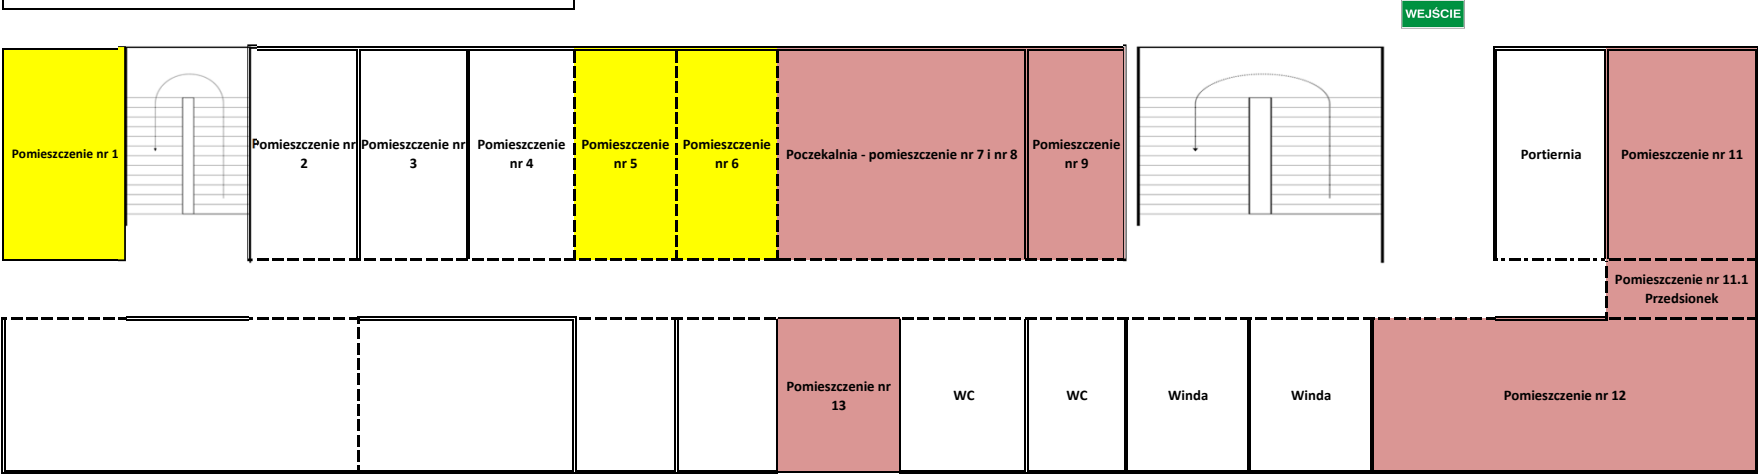 WEJŚCIE
Pomieszczenie nr 1
Pomieszczenie nr
2
Pomieszczenie nr
3
Pomieszczenie
nr 4
Pomieszczenie
nr 5
Pomieszczenie
nr 6
Poczekalnia - pomieszczenie nr 7 i nr 8
Pomieszczenie
nr 9
Portiernia
Pomieszczenie nr 11
Pomieszczenie nr 11.1
Przedsionek
Pomieszczenie nr
13
WC
WC
Winda
Winda
Pomieszczenie nr 12